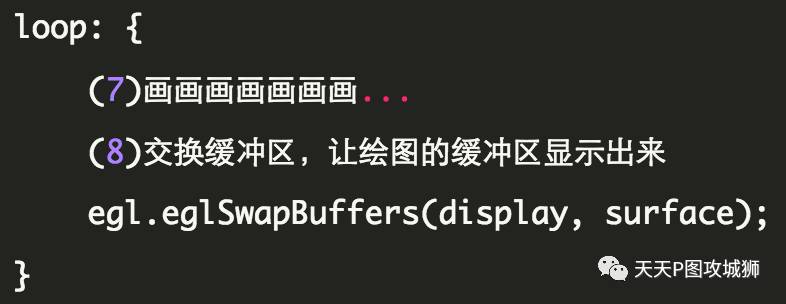 loop: {
(7)画画画画画画画...
(8)交换缓冲区，让绘图的缓冲区显示出来
egl.eglSwapBuffers(display, surface);
}
天天P图攻城狮